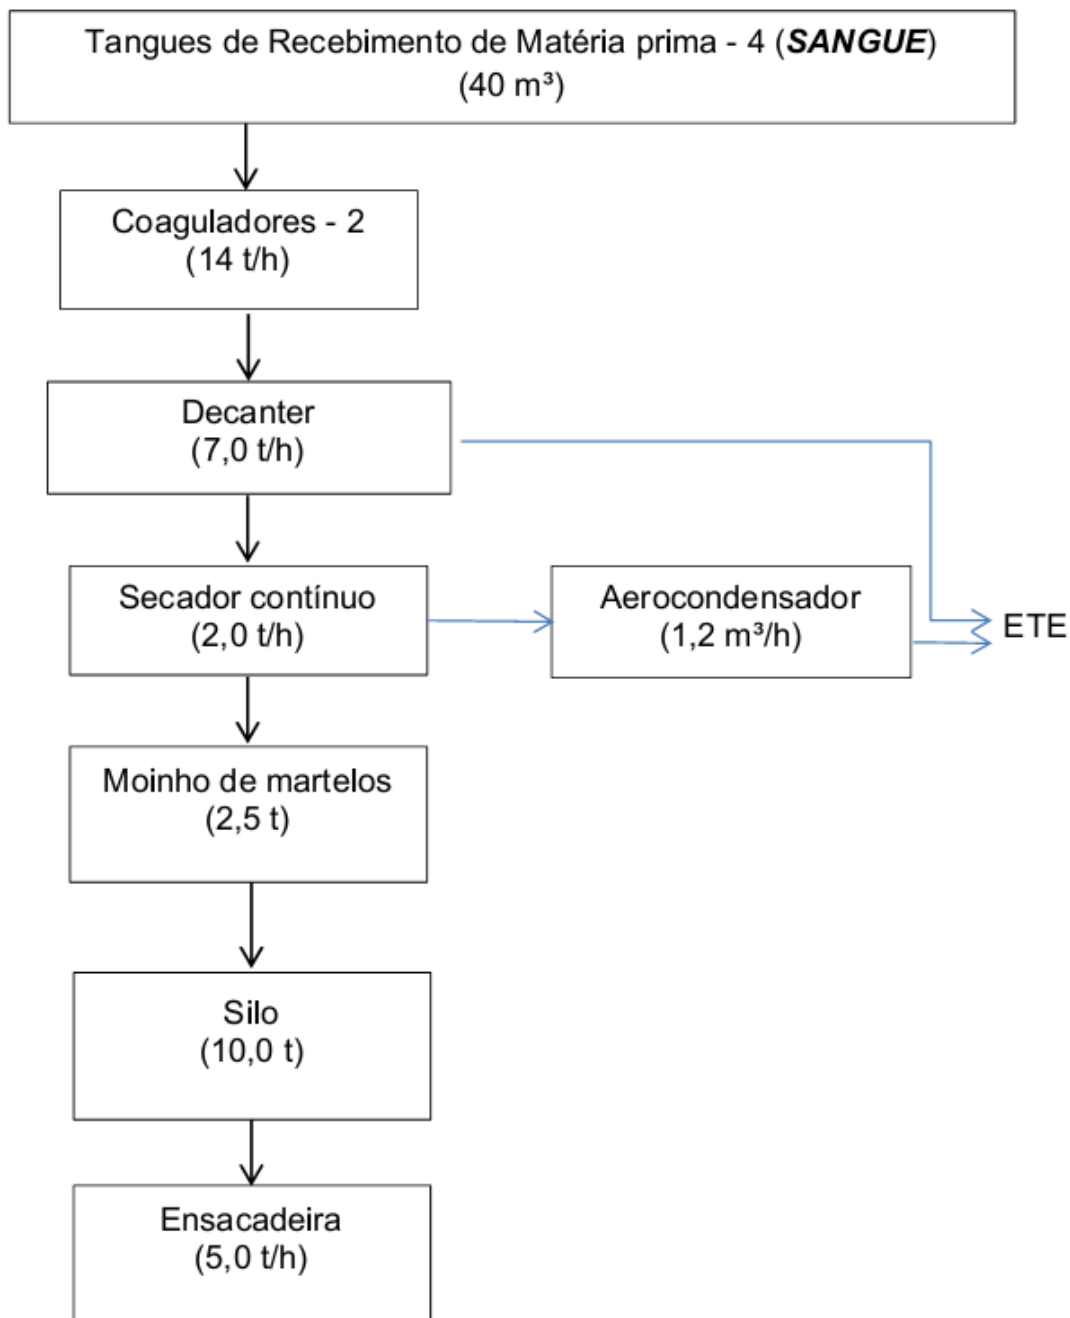 Tangues de Recebimento de Matéria prima - 4 (SANGUE)
(40 m³)
Coaguladores - 2
(14 t/h)
Decanter
(7,0 t/h)
Secador contínuo
(2,0 t/h)
Aerocondensador
(1,2 m³/h)
ETE
Moinho de martelos
(2,5 t)
Silo
(10,0 t)
Ensacadeira
(5,0 t/h)